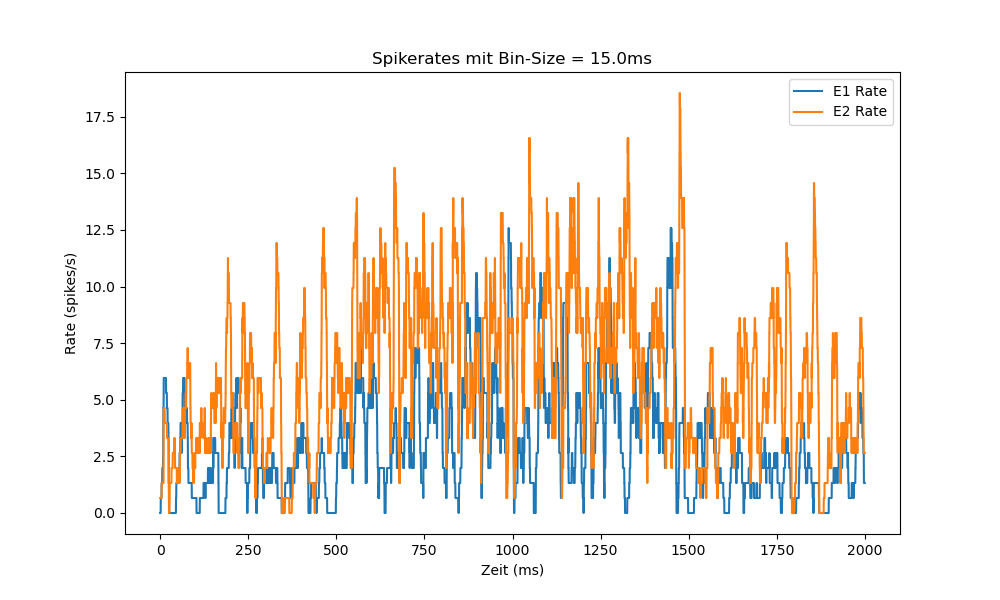 Spikerates mit Bin-Size = 15.0ms
E1 Rate
E2 Rate
Rate (spikes/s)
17.5
15.0
12.5
10.0
7.5
5.0
2.5
0.0
0 250 500 750 1000 1250 1500 1750 2000
Zeit (ms)